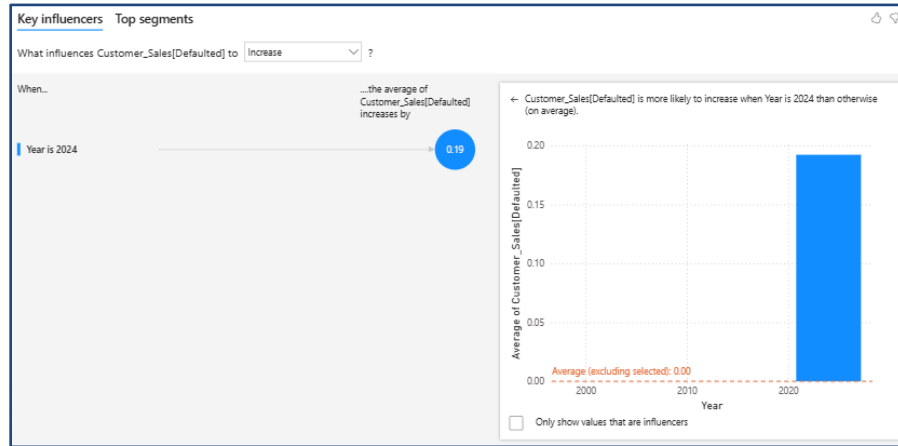 Key influencers Top segments
What influences Customer_Sales[Defaulted] to Increase ?
When...
....the average of
Customer_Sales[Defaulted]
increases by
Year is 2024
0.19
← Customer_Sales[Defaulted] is more likely to increase when Year is 2024 than otherwise
(on average).
Average of Customer_Sales[Defaulted]
0.20
0.15
0.10
0.05
0.00
Average (excluding selected): 0.00
2000 2010 2020
Year
Only show values that are influencers